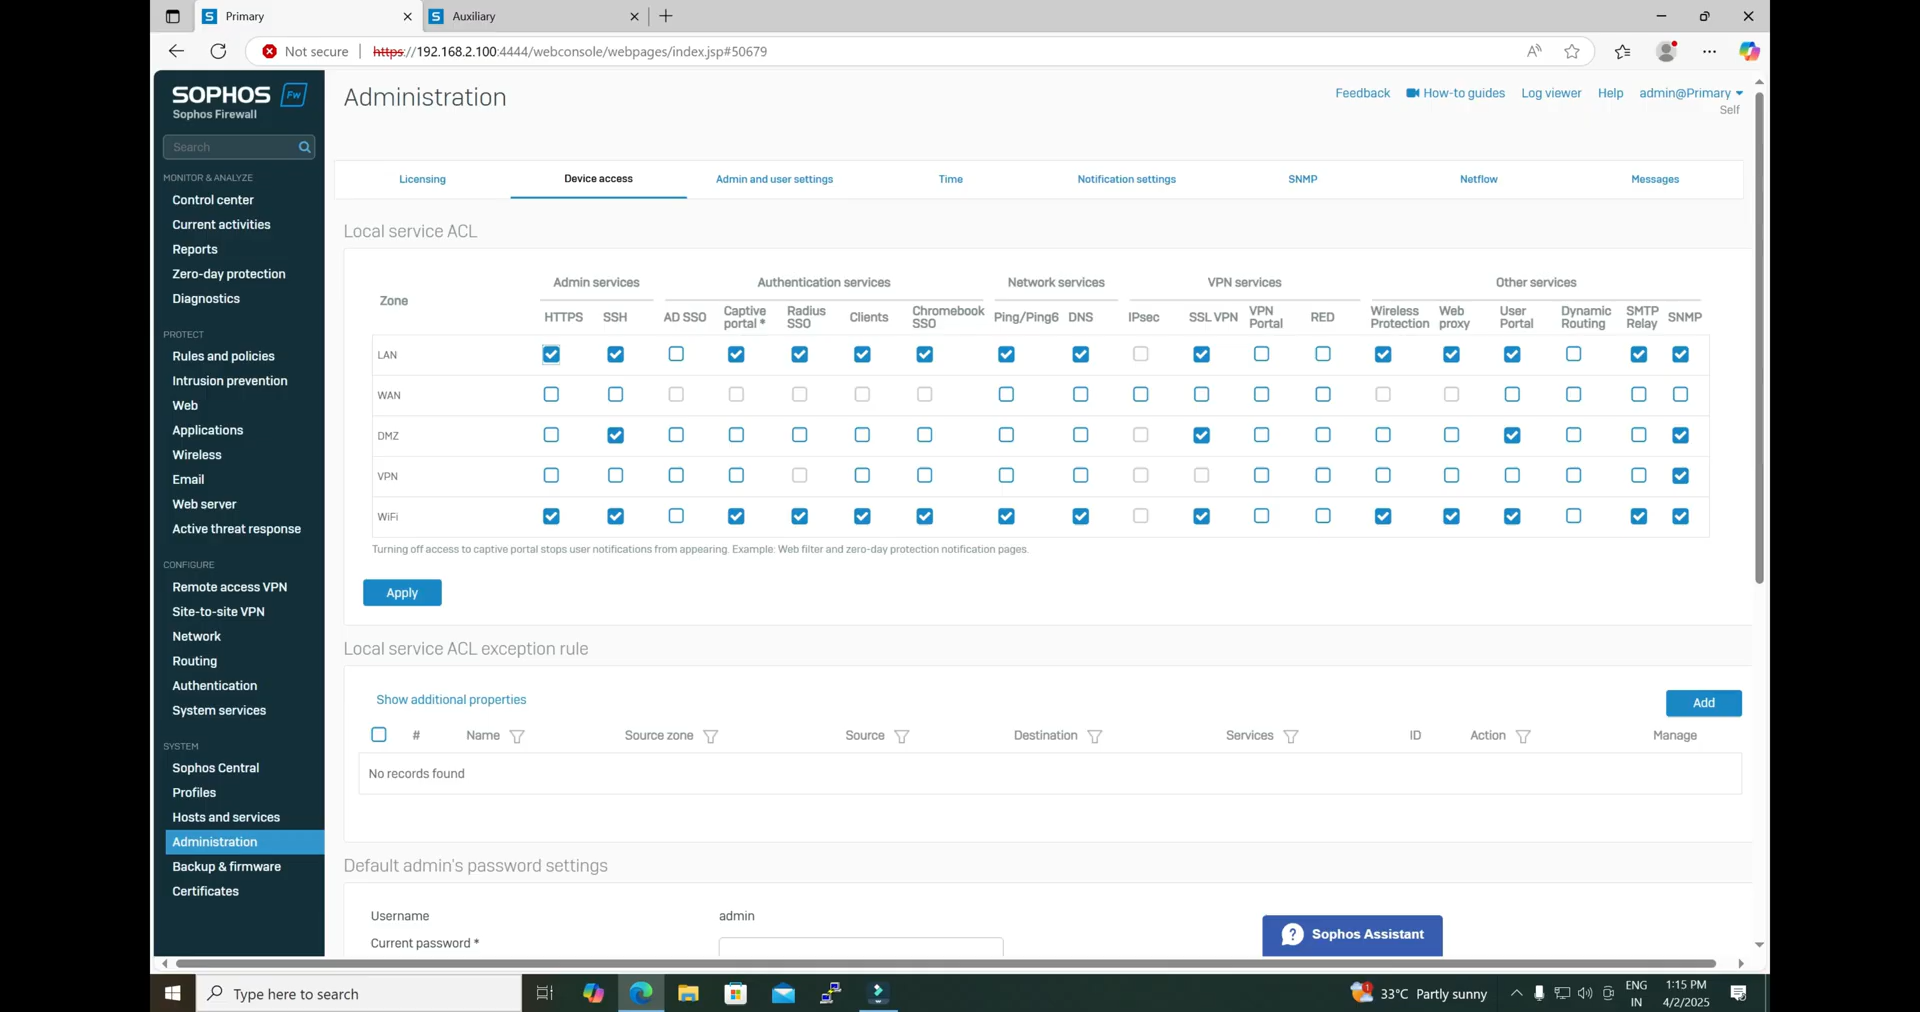 Primary
Auxiliary
Not secure
https://192.168.2.100:4444/webconsole/webpages/index.jsp#50679
SOPHOS Fw
Sophos Firewall
Search
MONITOR & ANALYZE
Control center
Current activities
Reports
Zero-day protection
Diagnostics
PROTECT
Rules and policies
Intrusion prevention
Web
Applications
Wireless
Email
Web server
Active threat response
CONFIGURE
Remote access VPN
Site-to-site VPN
Network
Routing
Authentication
System services
SYSTEM
Sophos Central
Profiles
Hosts and services
Administration
Backup & firmware
Certificates
Administration
Feedback How-to guides Log viewer Help admin@Primary
Self
Licensing Device access Admin and user settings Time Notification settings SNMP Netflow Messages
Local service ACL
Zone Admin services Authentication services Network services VPN services Other services
HTTPS SSH AD SSO Captive portal * Radius SSO Clients Chromebook SSO Ping/Ping6 DNS IPsec SSL VPN VPN Portal RED Wireless Protection Web proxy User Portal Dynamic Routing SMTP Relay SNMP
LAN
WAN
DMZ
VPN
WiFi
Turning off access to captive portal stops user notifications from appearing. Example: Web filter and zero-day protection notification pages.
Apply
Local service ACL exception rule
Show additional properties
Add
# Name Source zone Source Destination Services ID Action Manage
No records found
Default admin's password settings
Username admin
Current password *
Sophos Assistant
Type here to search
1
33°C Partly sunny
ENG
IN
1:15 PM
4/2/2025